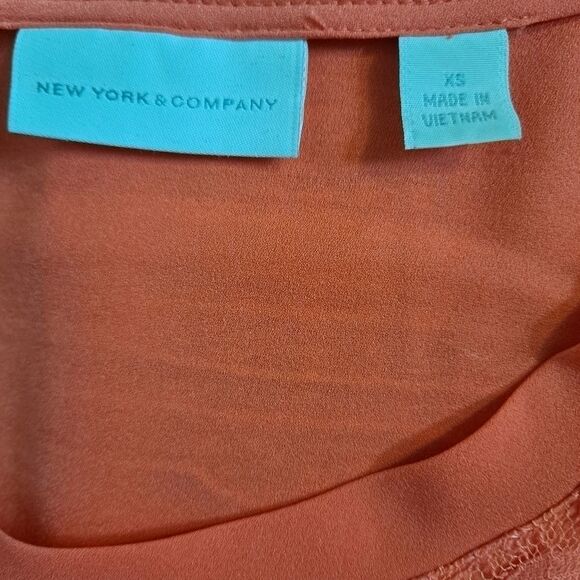 NEW YORK & COMPANY
XS
MADE IN
VIETNAM